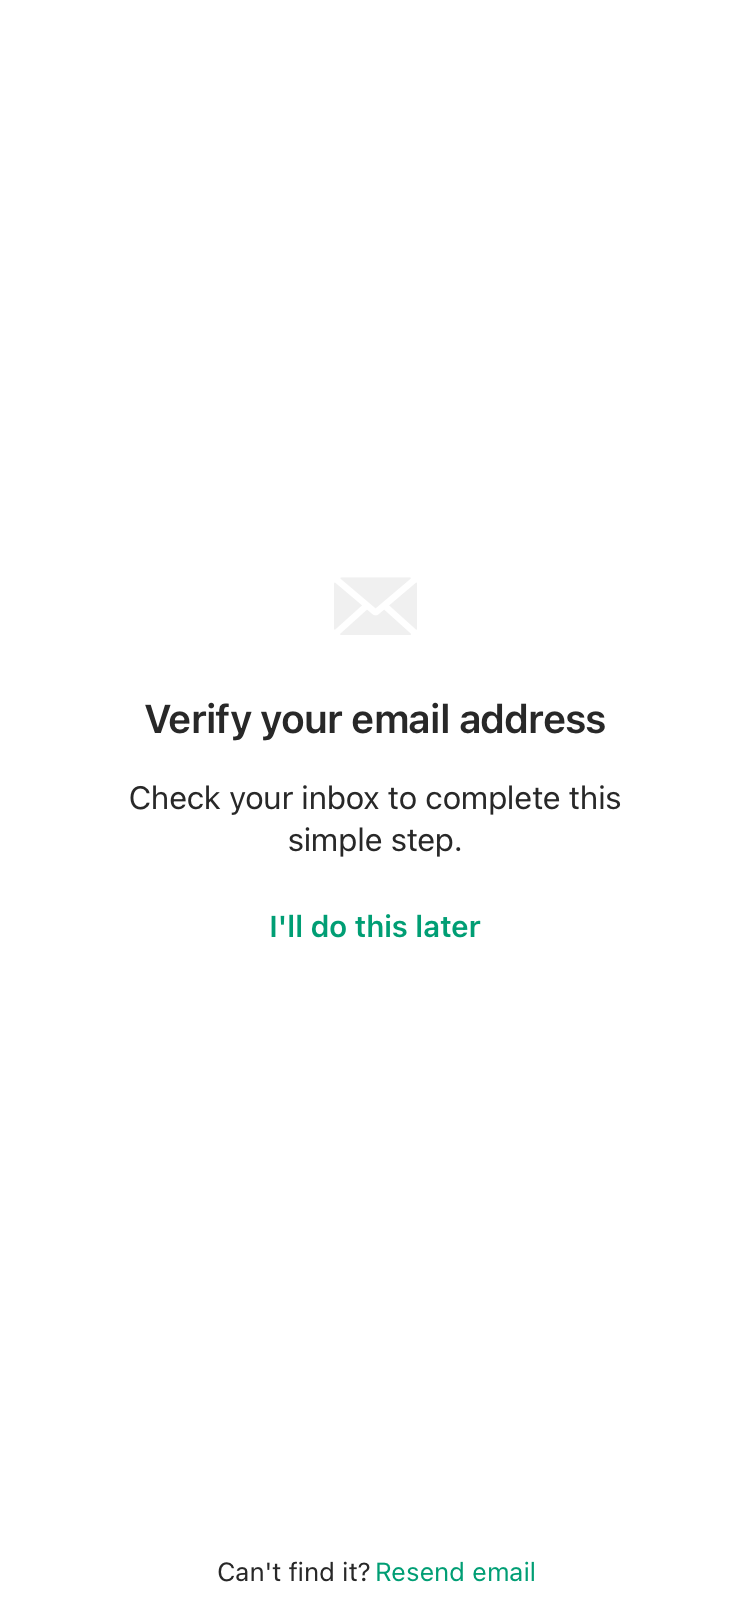 Verify your email address
Check your inbox to complete this
simple step.
I'll do this later
Can't find it? Resend email